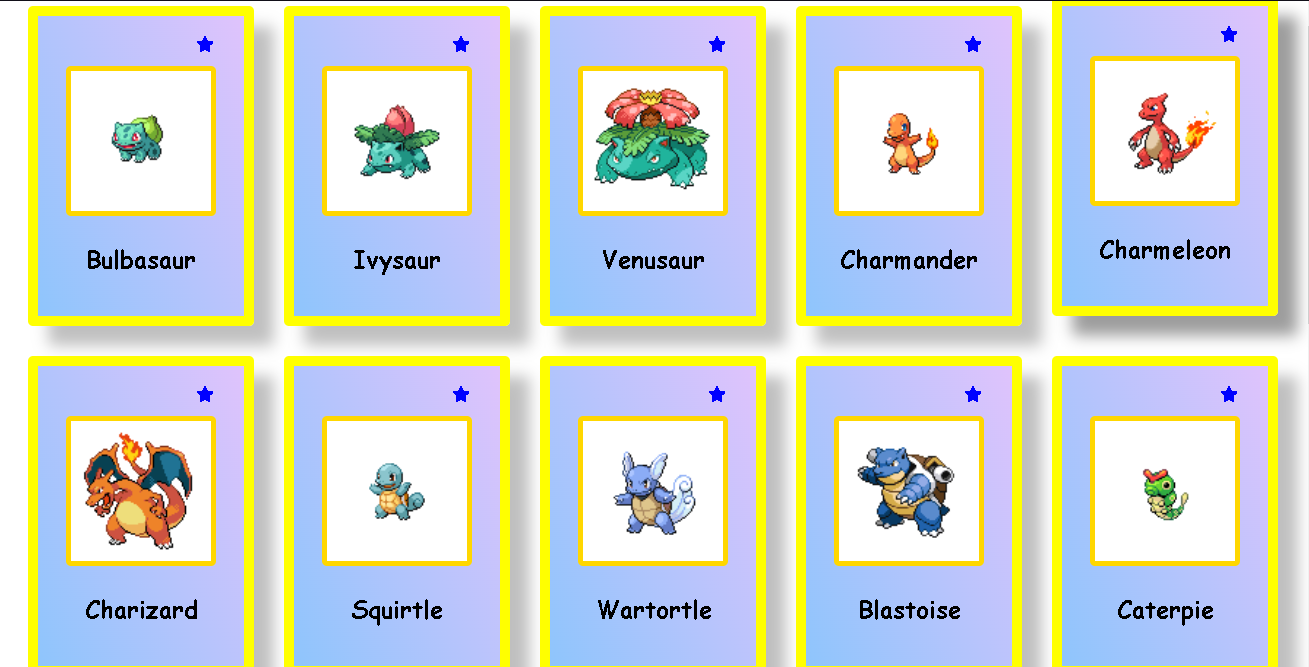 Bulbasaur
Ivysaur
Venusaur
Charmander
Charmeleon
Charizard
Squirtle
Wartortle
Blastoise
Caterpie